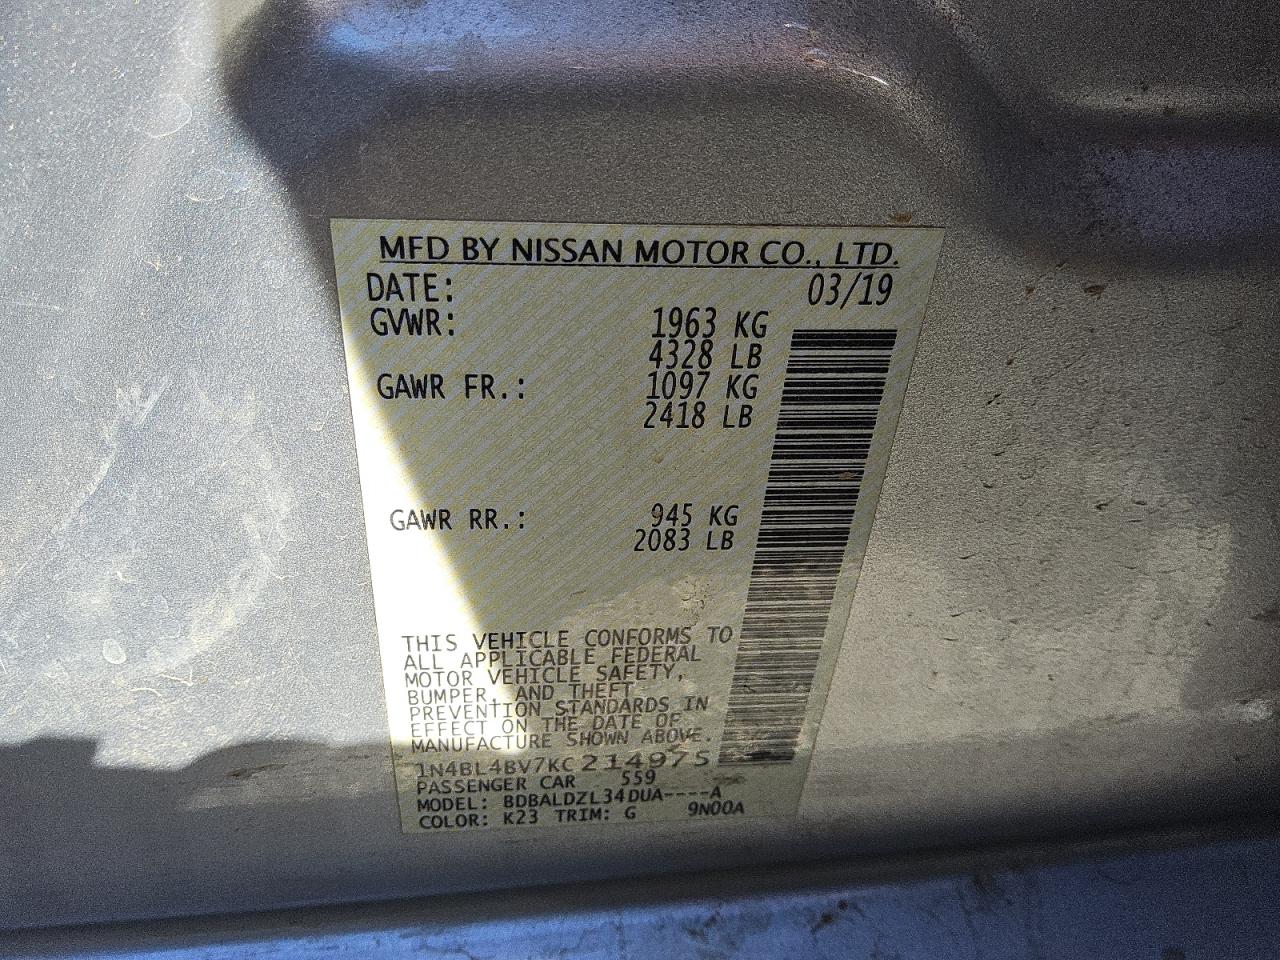 MFD BY NISSAN MOTOR CO., LTD.
DATE: 03/19
GVWR: 1963 KG
4328 LB
GAWR FR.: 1097 KG
2418 LB
GAWR RR.: 945 KG
2083 LB
THIS VEHICLE CONFORMS TO
ALL APPLICABLE FEDERAL
MOTOR VEHICLE SAFETY,
BUMPER, AND THEFT
PREVENTION STANDARDS IN
EFFECT ON THE DATE OF
MANUFACTURE SHOWN ABOVE.
1N4BL4BV7KC214975
PASSENGER CAR 559
MODEL: BDBALDZL34DUA----A
COLOR: K23 TRIM: G 9N00A